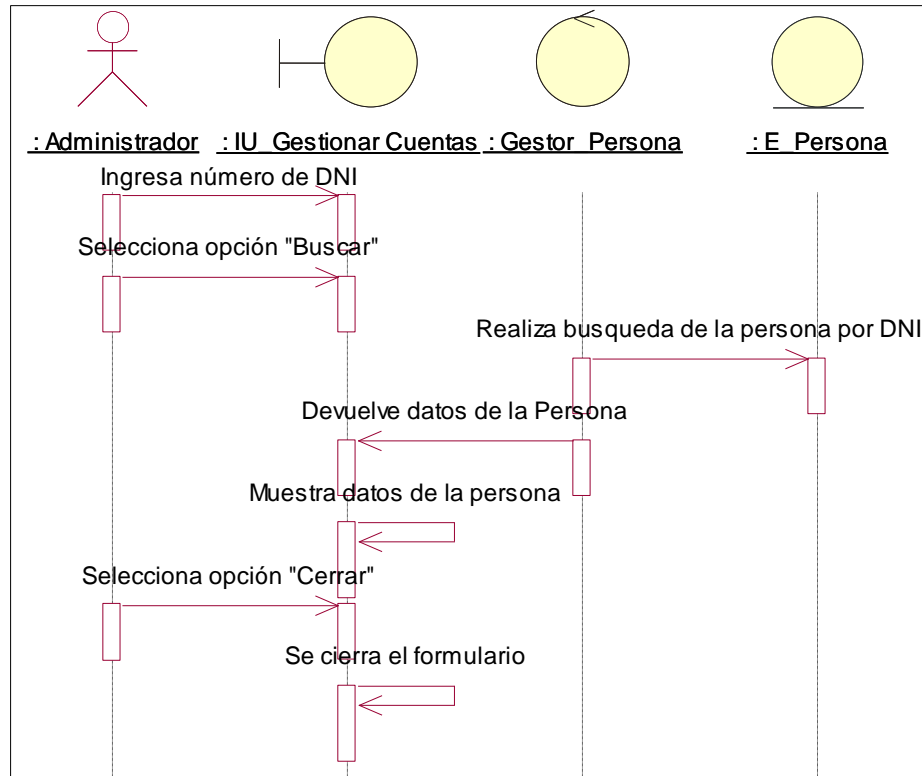 : Administrador
: IU_Gestionar Cuentas
: Gestor_Persona
: E_Persona
Ingresa número de DNI
Selecciona opción "Buscar"
Realiza busqueda de la persona por DNI
Devuelve datos de la Persona
Muestra datos de la persona
Selecciona opción "Cerrar"
Se cierra el formulario